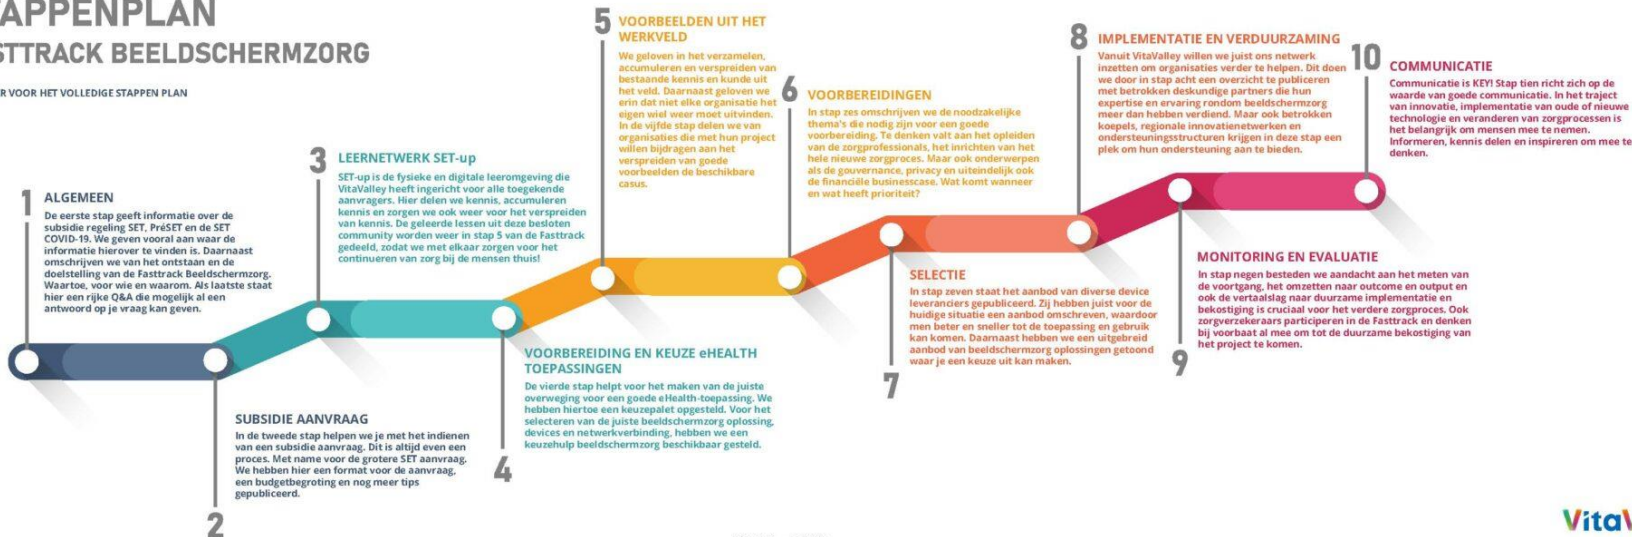 TAPPENPLAN
STTRACK BEELDSCHERMZORG
R VOOR HET VOLLEDIGE STAPPEN PLAN
1
ALGEMEEN
De eerste stap geeft informatie over de
subsidie regeling SET, PréSET en de SET
COVID-19. We geven vooral aan waar de
informatie hierover te vinden is. Daarnaast
omschrijven we van het ontstaan en de
doelstelling van de Fasttrack Beeldschermzorg.
Waartoe, voor wie en waarom. Als laatste staat
hier een rijke Q&A die mogelijk al een
antwoord op je vraag kan geven.
SUBSIDIE AANVRAAG
In de tweede stap helpen we je met het indienen
van een subsidie aanvraag. Dit is altijd even een
proces. Met name voor de grotere SET aanvraag.
We hebben hier een format voor de aanvraag,
een budgetbegroting en nog meer tips
gepubliceerd.
2
3
LEERNETWERK SET-up
SET-up is de fysieke en digitale leeromgeving die
VitaValley heeft ingericht voor alle toegekende
aanvragers. Hier delen we kennis, accumuleren
kennis en zorgen we ook weer voor het verspreiden
van kennis. De geleerde lessen uit deze besloten
community worden weer in stap 5 van de Fasttrack
gedeeld, zodat we met elkaar zorgen voor het
continueren van zorg bij de mensen thuis!
VOORBEREIDING EN KEUZE eHEALTH
TOEPASSINGEN
De vierde stap helpt voor het maken van de juiste
overweging voor een goede eHealth-toepassing. We
hebben hiertoe een keuzepalet opgesteld. Voor het
selecteren van de juiste beeldschermzorg oplossing,
devices en netwerkverbinding, hebben we een
keuzehulp beeldschermzorg beschikbaar gesteld.
4
5
VOORBEELDEN UIT HET
WERKVELD
We geloven in het verzamelen,
accumuleren en verspreiden van
bestaande kennis en kunde uit
het veld. Daarnaast geloven we
erin dat niet elke organisatie het
eigen wiel weer moet uitvinden.
In de vijfde stap delen we van
organisaties die met hun project
willen bijdragen aan het
verspreiden van goede
voorbeelden de beschikbare
casus.
6
VOORBEREIDINGEN
In stap zes omschrijven we de noodzakelijke
thema's die nodig zijn voor een goede
voorbereiding. Te denken valt aan het opleiden
van de zorgprofessionals, het inrichten van het
hele nieuwe zorgproces. Maar ook onderwerpen
als de gouvernance, privacy en uiteindelijk ook
de financiële businesscase. Wat komt wanneer
en wat heeft prioriteit?
SELECTIE
In stap zeven staat het aanbod van diverse device
leveranciers gepubliceerd. Zij hebben juist voor de
huidige situatie een aanbod omschreven, waardoor
men beter en sneller tot de toepassing en gebruik
kan komen. Daarnaast hebben we een uitgebreid
aanbod van beeldschermzorg oplossingen getoond
waar je een keuze uit kan maken.
7
8
IMPLEMENTATIE EN VERDUURZAMING
Vanuit VitaValley willen we juist ons netwerk
inzetten om organisaties verder te helpen. Dit doen
we door in stap acht een overzicht te publiceren
met betrokken deskundige partners die hun
expertise en ervaring rondom beeldschermzorg
meer dan hebben verdiend. Maar ook betrokken
koepels, regionale innovatienetwerken en
ondersteuningsstructuren krijgen in deze stap een
plek om hun ondersteuning aan te bieden.
MONITORING EN EVALUATIE
In stap negen besteden we aandacht aan het meten van
de voortgang, het omzetten naar outcome en output en
ook de vertaalslag naar duurzame implementatie en
bekostiging is cruciaal voor het verdere zorgproces. Ook
zorgverzekeraars participeren in de Fasttrack en denken
bij voorbaat al mee om tot de duurzame bekostiging van
het project te komen.
9
10
COMMUNICATIE
Communicatie is KEY! Stap tien richt zich op de
waarde van goede communicatie. In het traject
van innovatie, implementatie van oude of nieuwe
technologie en veranderen van zorgprocessen is
het belangrijk om mensen mee te nemen.
Informeren, kennis delen en inspireren om mee te
denken.
VitaV